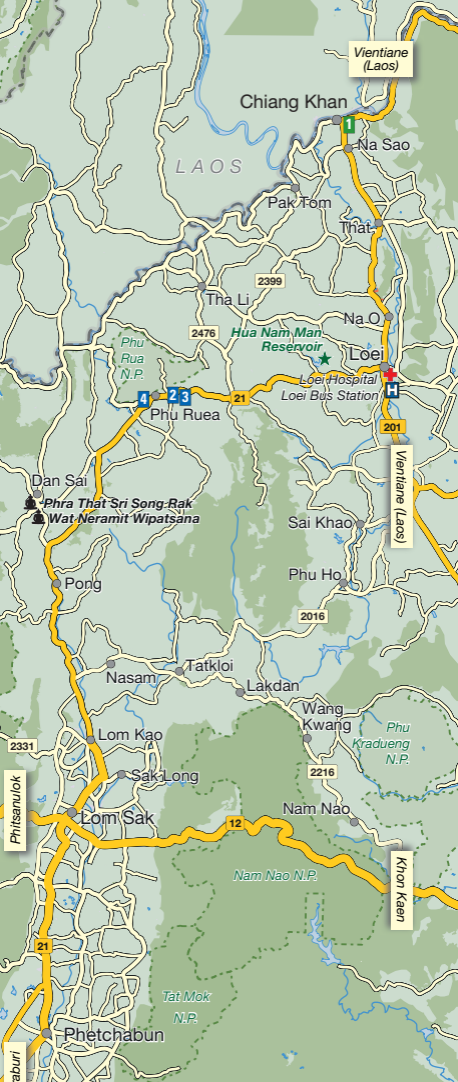 Vientiane
(Laos)
Chiang Khan
1
Na Sao
LAOS
Pak Tom
That
2399
Tha Li
Na O
2476
Hua Nam Man
Reservoir
Phu
Rua
N.P.
Loei
Loei Hospital
H
Loei Bus Station
4
2
3
21
Phu Ruea
201
Vientiane (Laos)
Dan Sai
Phra That Sri Song Rak
Wat Neramit Wipatsana
Sai Khao
Pong
Phu Ho
2016
Nasam
Tatkloi
Lakdan
Wang
Kwang
Phu
Kradueng
N.P.
Lom Kao
2331
Sak Long
2216
Phitsanulok
Lom Sak
Nam Nao
12
Khon Kaen
Nam Nao N.P.
21
Tat Mok
N.P.
Phetchabun
aburi